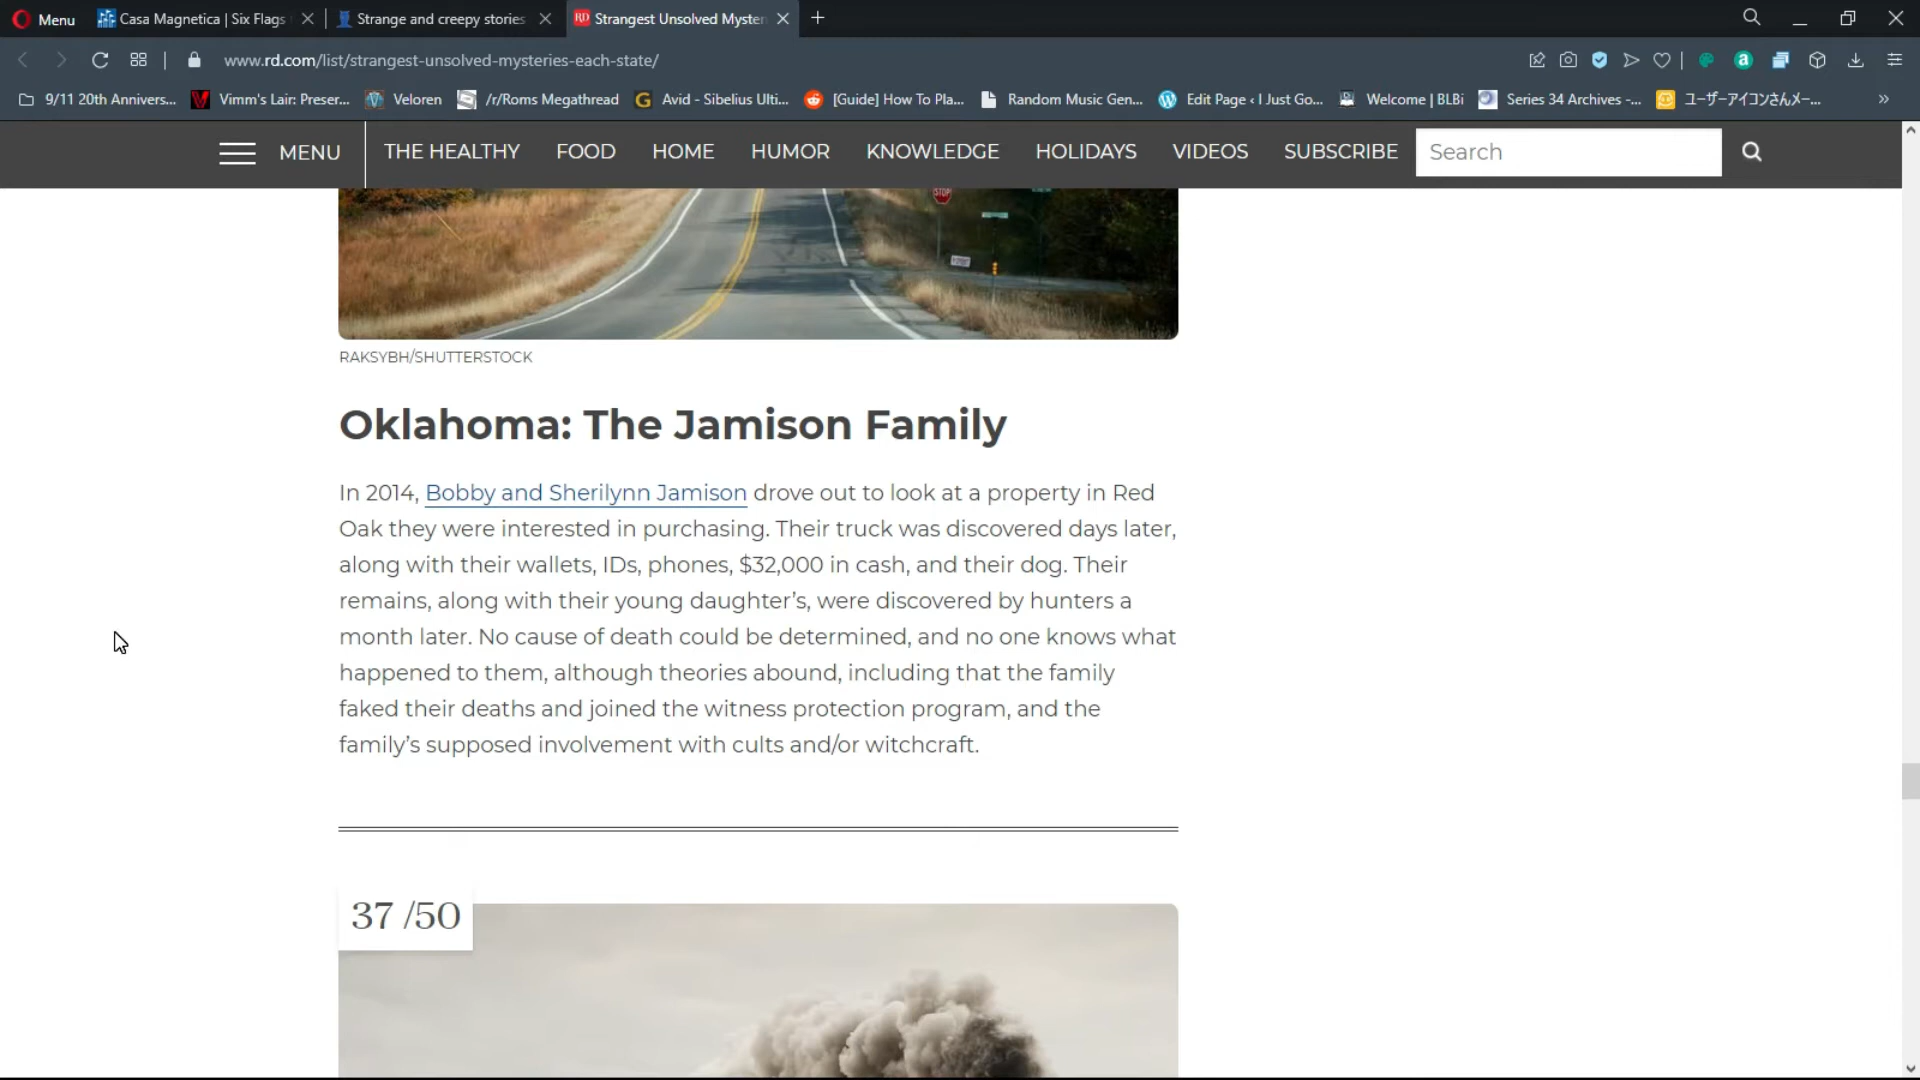 Menu
Casa Magnetica | Six Flags
Strange and creepy stories
RD Strangest Unsolved Myster
www.rd.com/list/strangest-unsolved-mysteries-each-state/
9/11 20th Annivers...
Vimm's Lair: Preser...
Veloren
/r/Roms Megathread
Avid - Sibelius Ulti...
[Guide] How To Pla...
Random Music Gen...
Edit Page ‹ I Just Go...
Welcome | BLBi
Series 34 Archives -...
ユーザーアイコンさんメー...
»
MENU
THE HEALTHY
FOOD
HOME
HUMOR
KNOWLEDGE
HOLIDAYS
VIDEOS
SUBSCRIBE
Search
STOP
RAKSYBH/SHUTTERSTOCK
Oklahoma: The Jamison Family
In 2014, Bobby and Sherilynn Jamison drove out to look at a property in Red
Oak they were interested in purchasing. Their truck was discovered days later,
along with their wallets, IDs, phones, $32,000 in cash, and their dog. Their
remains, along with their young daughter's, were discovered by hunters a
month later. No cause of death could be determined, and no one knows what
happened to them, although theories abound, including that the family
faked their deaths and joined the witness protection program, and the
family's supposed involvement with cults and/or witchcraft.
37 /50